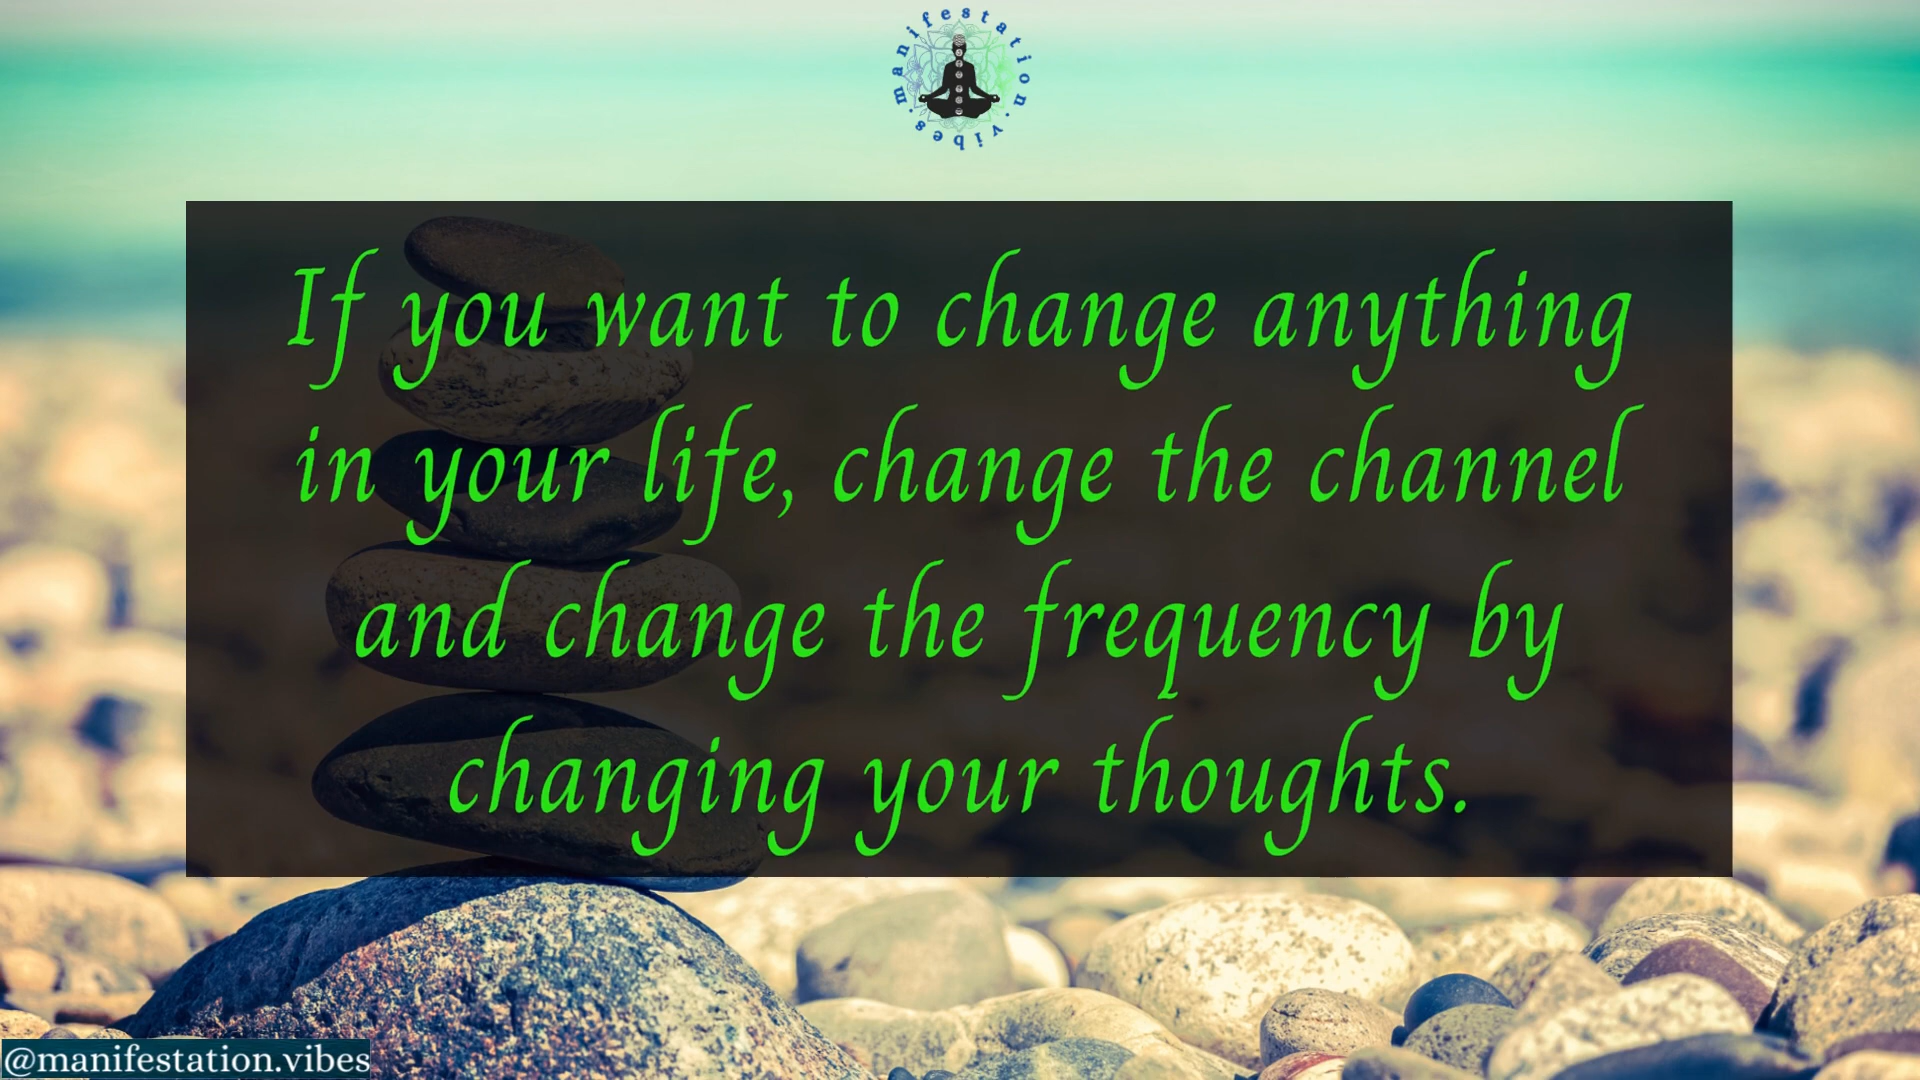 manifestation.vibes.
If you want to change anything
in your life, change the channel
and change the frequency by
changing your thoughts.
@manifestation.vibes